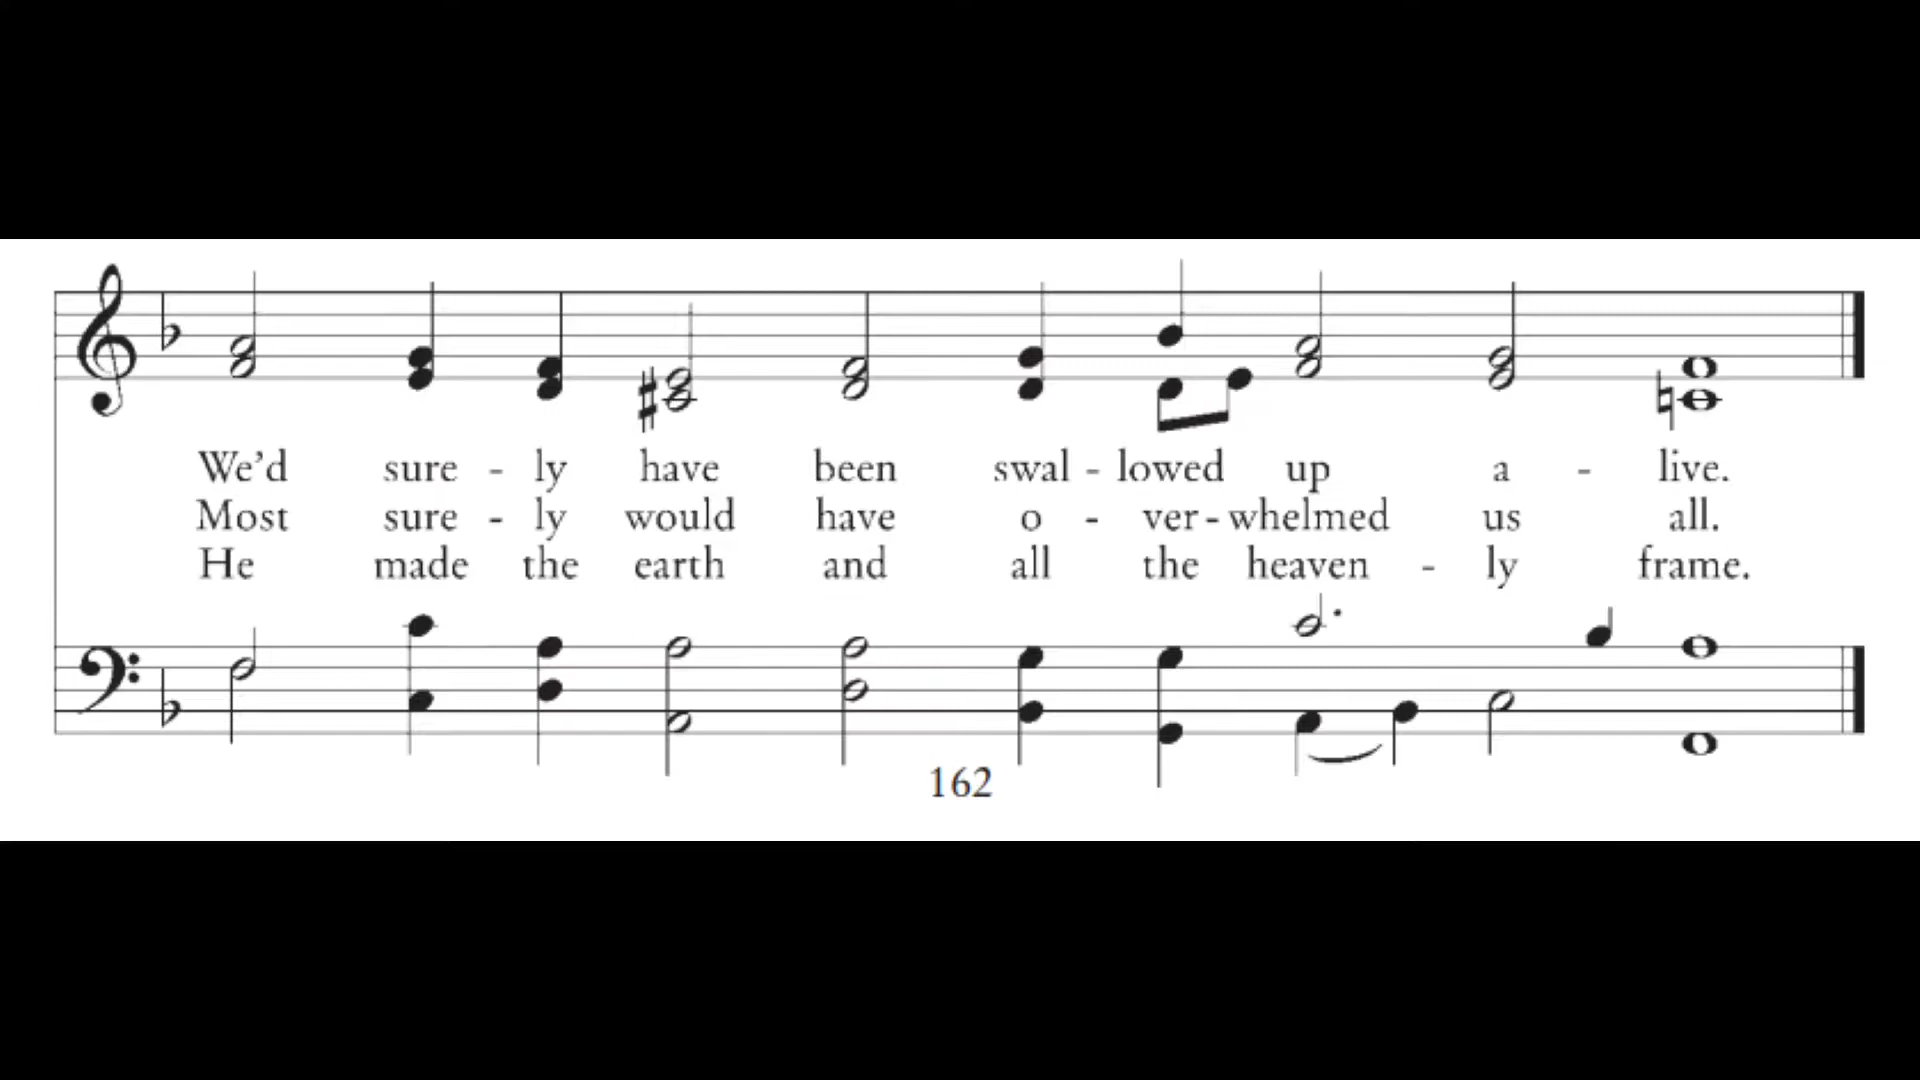 We'd sure - ly have been swal - lowed up a - live.
Most sure - ly would have o - ver - whelmed us all.
He made the earth and all the heaven - ly frame.
162